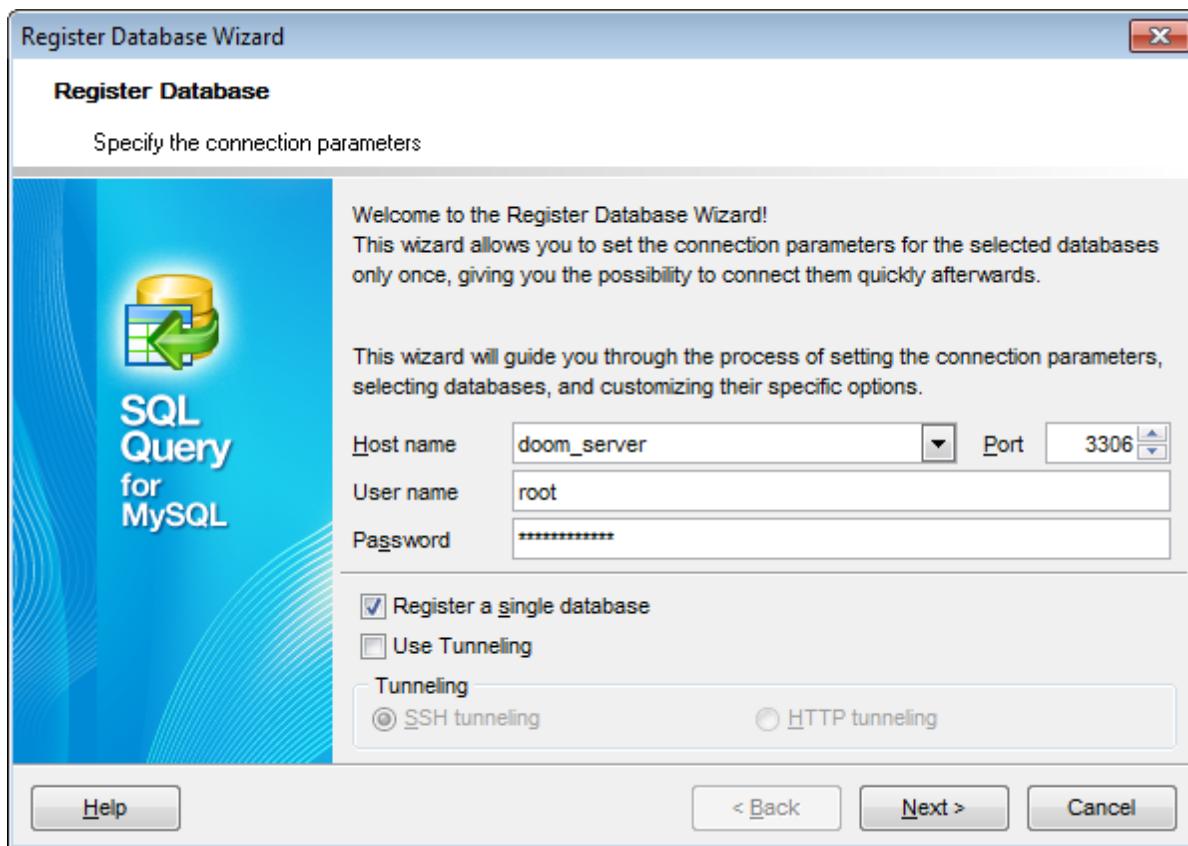 Register Database Wizard
Register Database
Specify the connection parameters
Welcome to the Register Database Wizard!
This wizard allows you to set the connection parameters for the selected databases
only once, giving you the possibility to connect them quickly afterwards.
This wizard will guide you through the process of setting the connection parameters,
selecting databases, and customizing their specific options.
SQL
Query
for
MySQL
Host name doom_server Port 3306
User name root
Password ************
Register a single database
Use Tunneling
Tunneling
SSH tunneling HTTP tunneling
Help < Back Next > Cancel